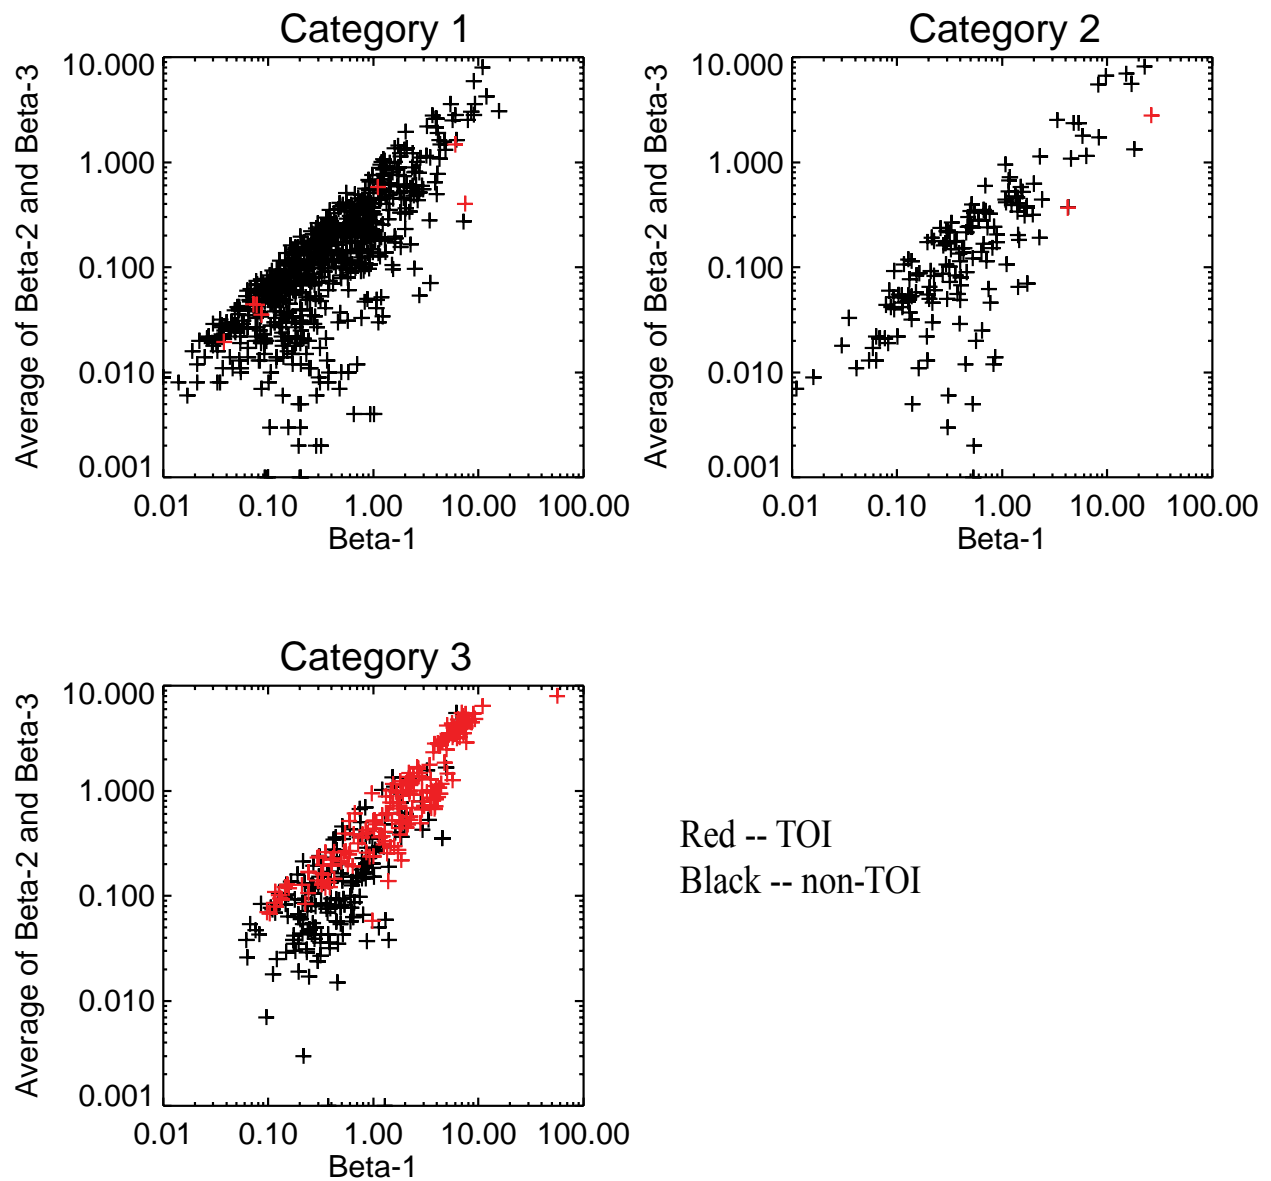 Category 1
Average of Beta-2 and Beta-3
10.000
1.000
0.100
0.010
0.001
0.01 0.10 1.00 10.00 100.00
Beta-1
Category 2
Average of Beta-2 and Beta-3
10.000
1.000
0.100
0.010
0.001
0.01 0.10 1.00 10.00 100.00
Beta-1
Category 3
Average of Beta-2 and Beta-3
10.000
1.000
0.100
0.010
0.001
0.01 0.10 1.00 10.00 100.00
Beta-1
Red -- TOI
Black -- non-TOI